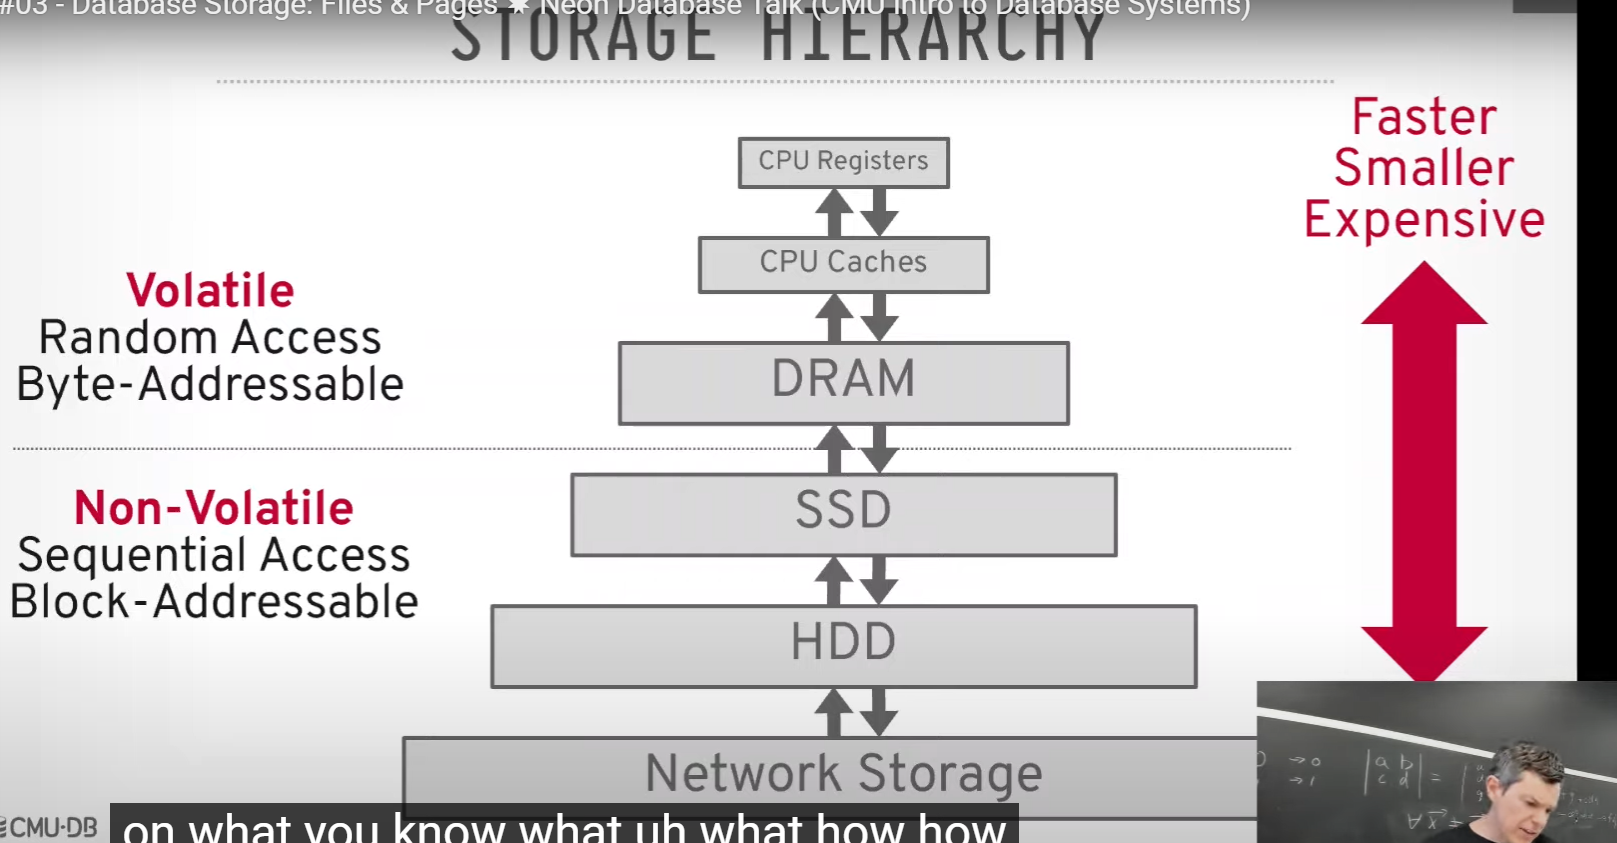 #03 - Database Storage: Files & Pages ✷ Neon Database Talk (CMU Intro to Database Systems)
STORAGE HIERARCHY
Faster
Smaller
Expensive
CPU Registers
CPU Caches
Volatile
Random Access
Byte-Addressable
DRAM
Non-Volatile
Sequential Access
Block-Addressable
SSD
HDD
Network Storage
CMU·DB
on what you know what uh what how how